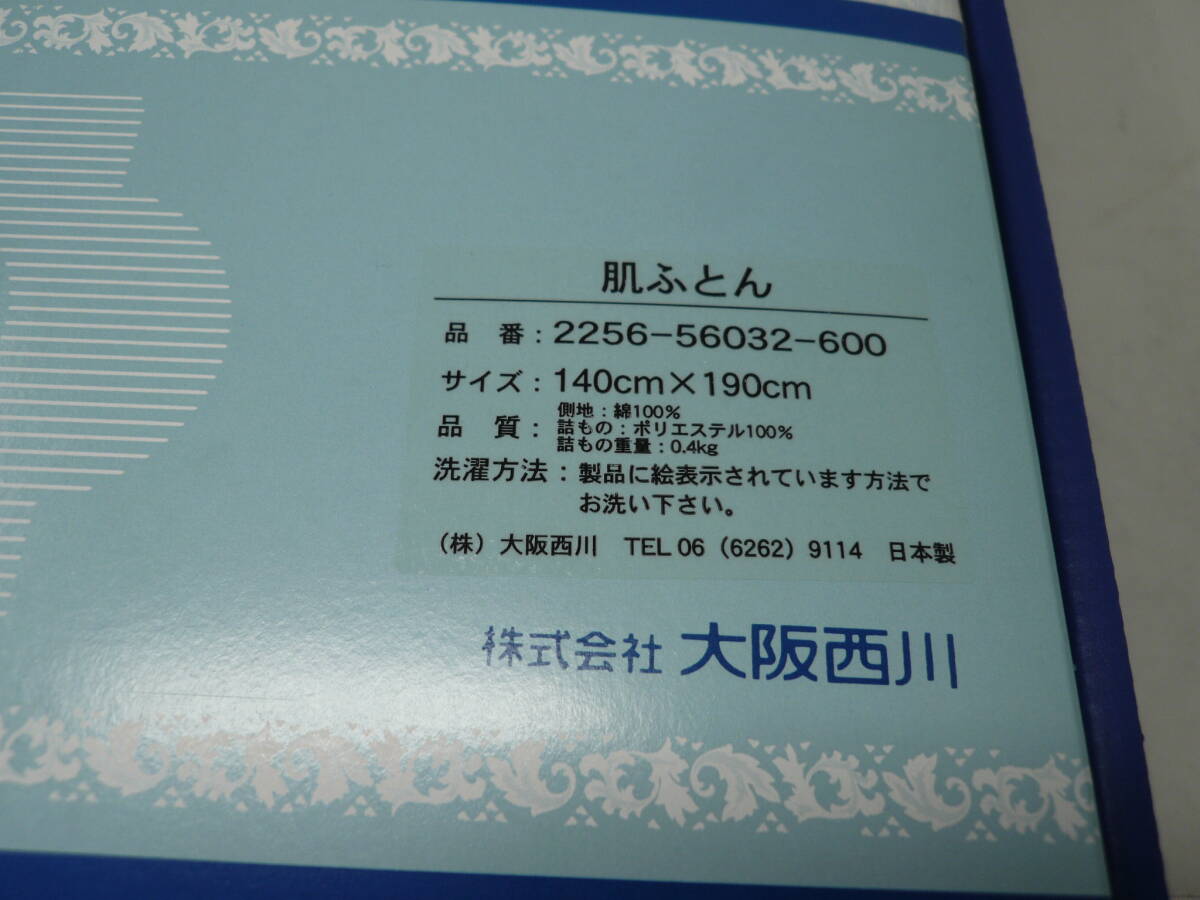 肌ふとん
品　番：2256-56032-600
サイズ：140cm×190cm
品　質：側地：綿100%
詰もの：ポリエステル100%
詰もの重量：0.4kg
洗濯方法：製品に絵表示されています方法で
お洗い下さい。
（株）大阪西川　TEL 06（6262）9114　日本製
株式会社 大阪西川